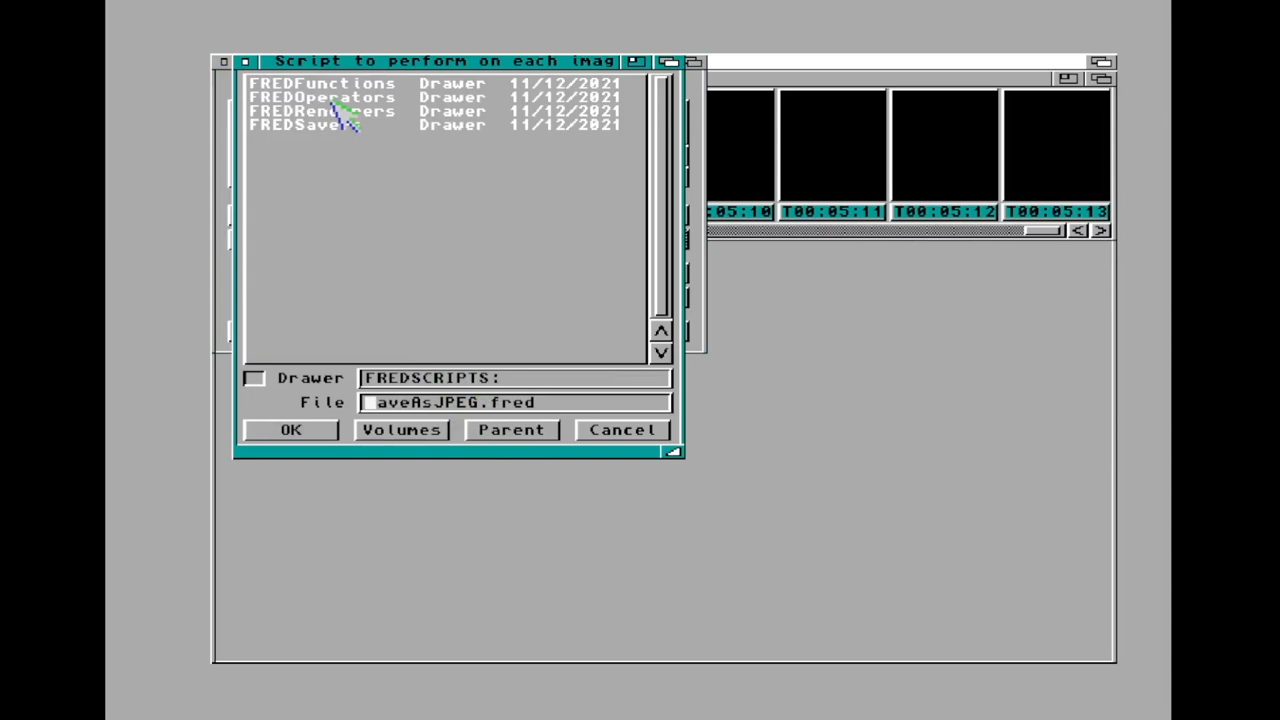 Script to perform on each imag
FREDFunctions Drawer 11/12/2021
FREDOperators Drawer 11/12/2021
FREDRenderers Drawer 11/12/2021
Drawer 11/12/2021
:05:10 T00:05:11 T00:05:12 T00:05:13
< >
Drawer FREDSCRIPTS:
File aveAsJPEG.fred
OK Volumes Parent Cancel